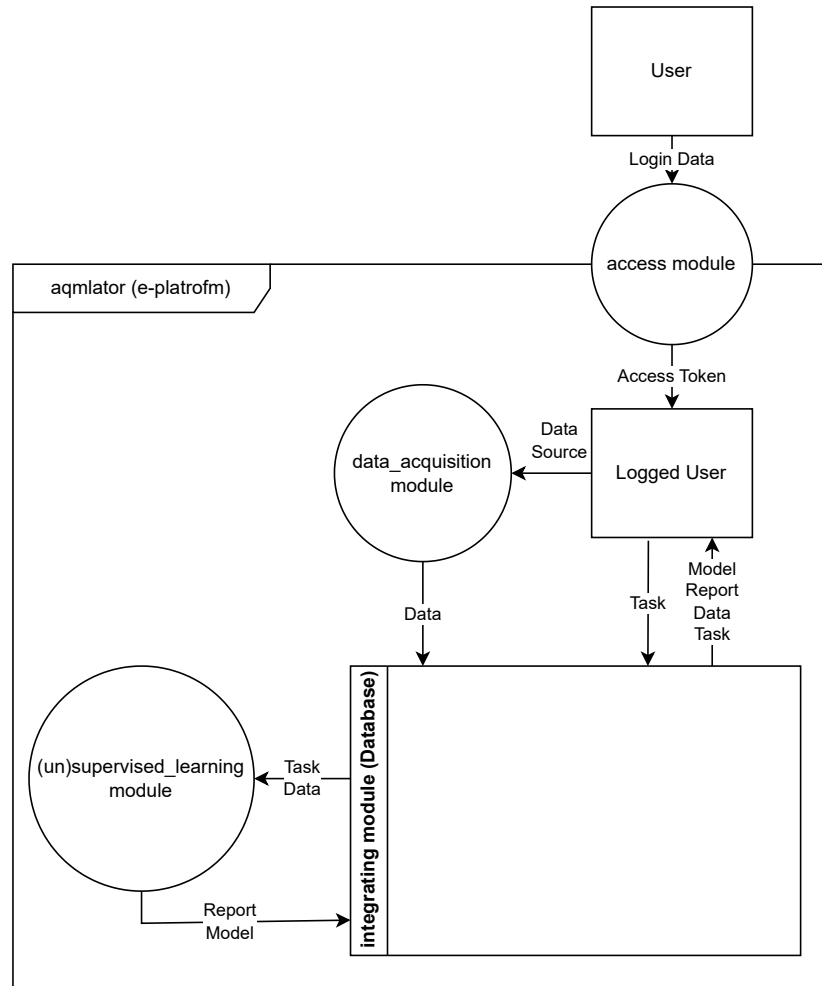 User
Login Data
access module
aqmlator (e-platrofm)
Access Token
Data
Source
data_acquisition
module
Logged User
Model
Report
Data
Task
Task
Data
integrating module (Database)
(un)supervised_learning
module
Task
Data
Report
Model